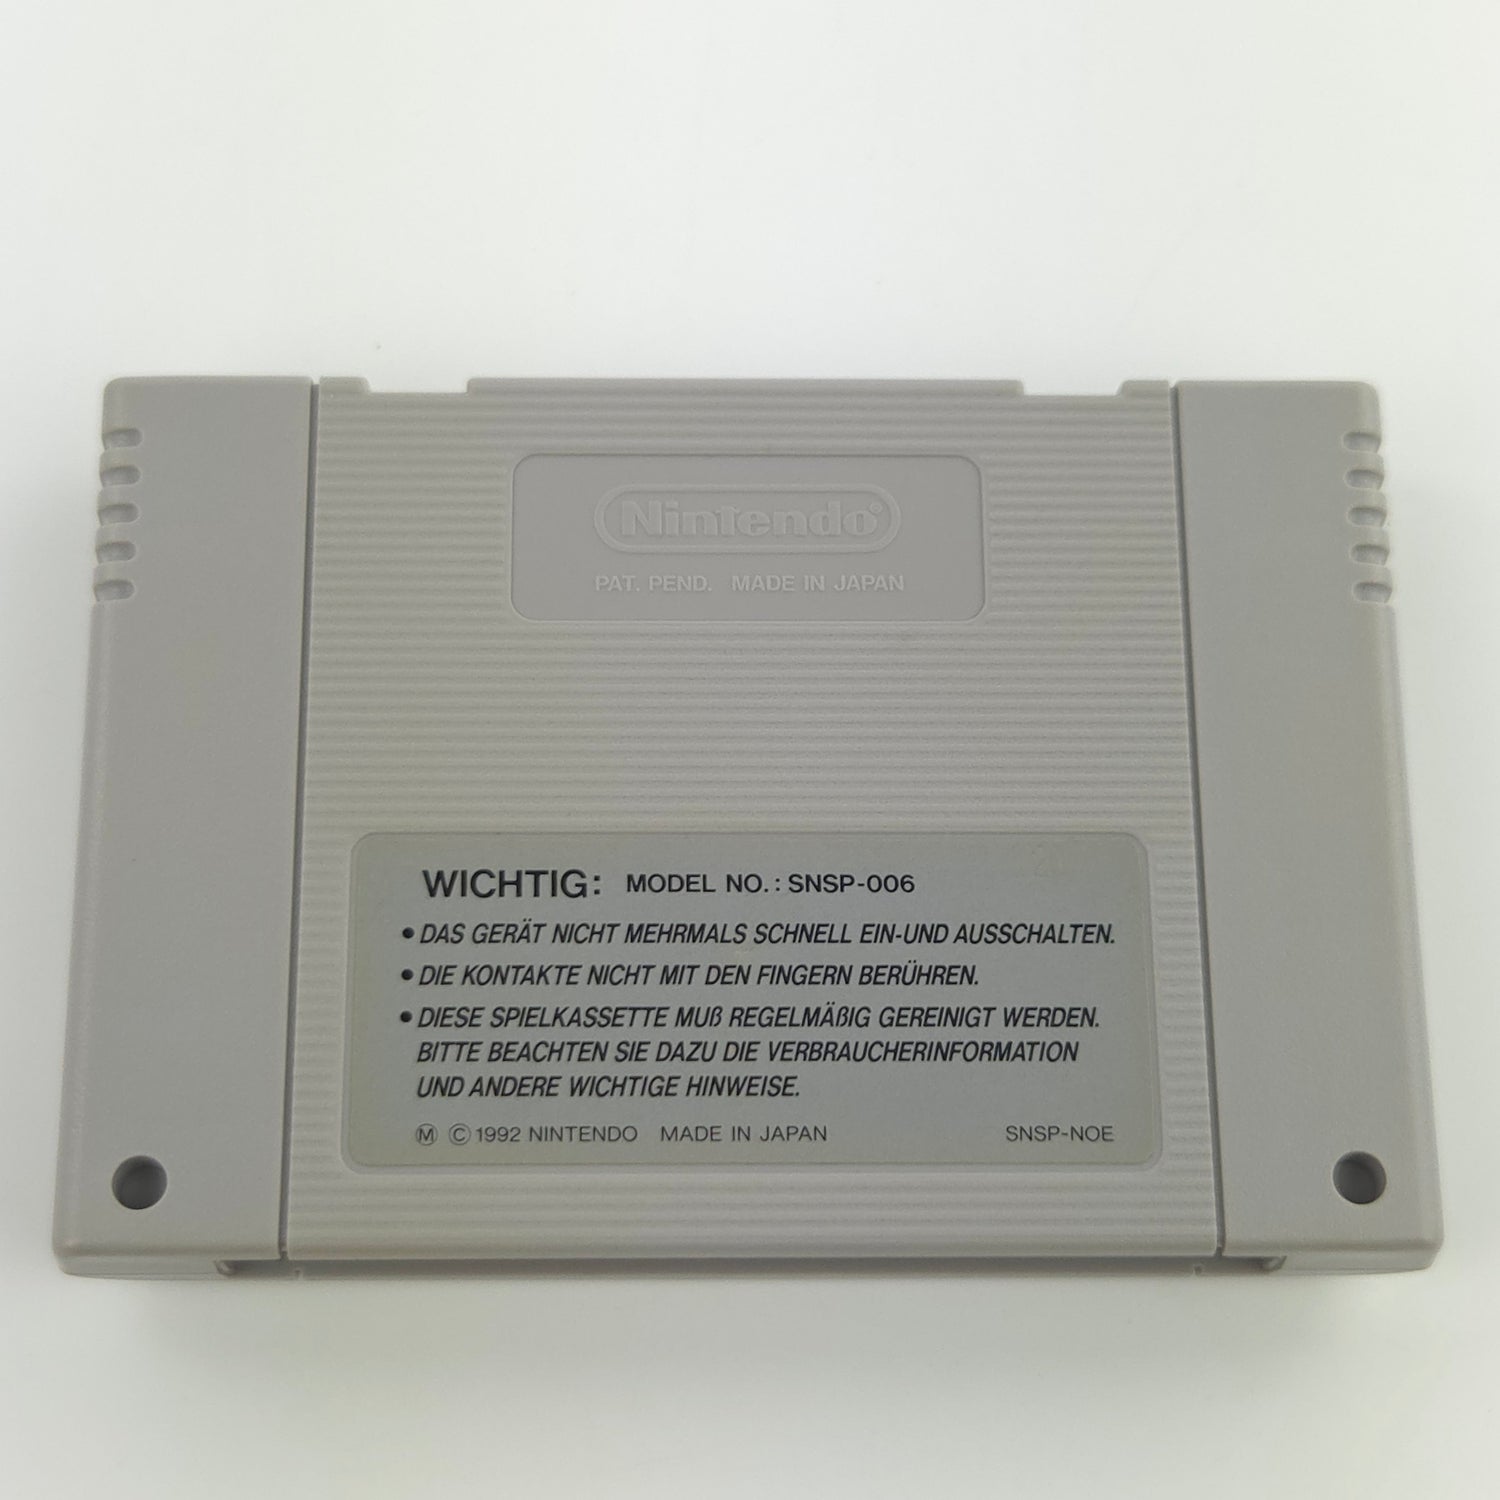 Nintendo®
PAT. PEND. MADE IN JAPAN
WICHTIG: MODEL NO.: SNSP-006
• DAS GERÄT NICHT MEHRMALS SCHNELL EIN-UND AUSSCHALTEN.
• DIE KONTAKTE NICHT MIT DEN FINGERN BERÜHREN.
• DIESE SPIELKASSETTE MUß REGELMÄßIG GEREINIGT WERDEN.
BITTE BEACHTEN SIE DAZU DIE VERBRAUCHERINFORMATION
UND ANDERE WICHTIGE HINWEISE.
Ⓜ © 1992 NINTENDO MADE IN JAPAN SNSP-NOE